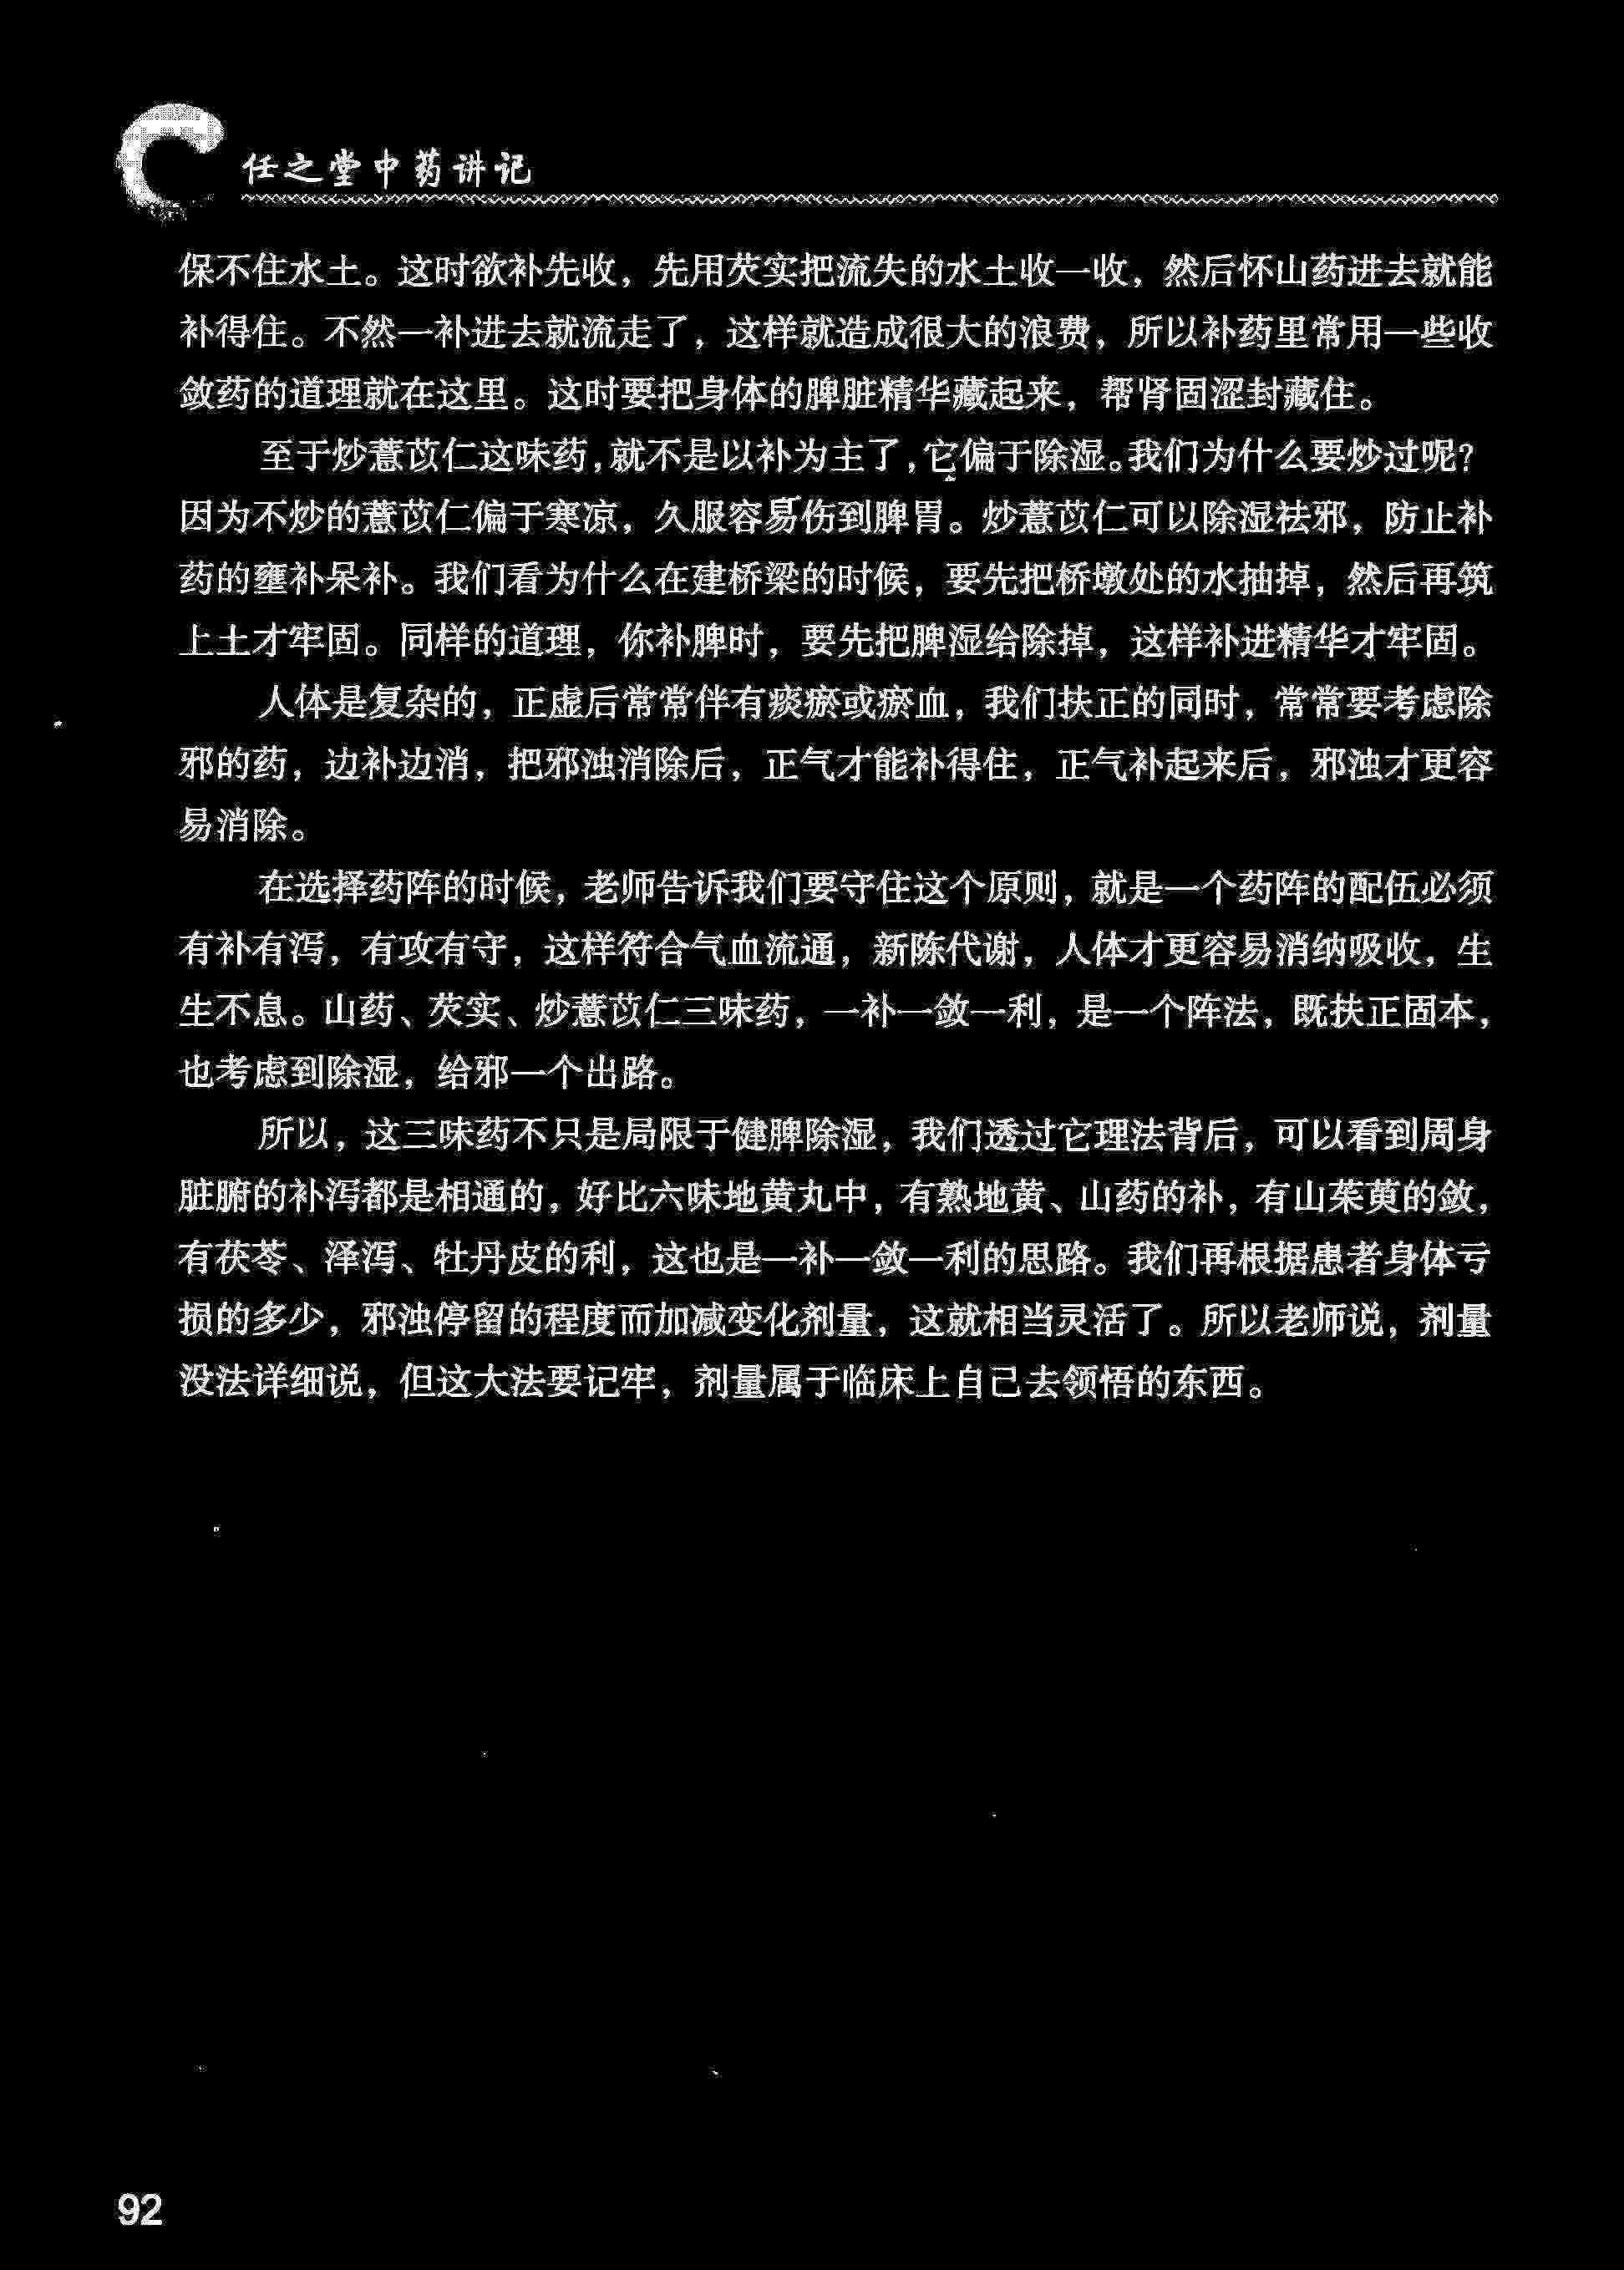 任之堂中药讲记
保不住水土。这时欲补先收，先用芡实把流失的水土收一收，然后怀山药进去就能
补得住。不然一补进去就流走了，这样就造成很大的浪费，所以补药里常用一些收
敛药的道理就在这里。这时要把身体的脾脏精华藏起来，帮肾固涩封藏住。
至于炒薏苡仁这味药，就不是以补为主了，它偏于除湿。我们为什么要炒过呢？
因为不炒的薏苡仁偏于寒凉，久服容易伤到脾胃。炒薏苡仁可以除湿祛邪，防止补
药的壅补呆补。我们看为什么在建桥梁的时候，要先把桥墩处的水抽掉，然后再筑
上土才牢固。同样的道理，你补脾时，要先把脾湿给除掉，这样补进精华才牢固。
人体是复杂的，正虚后常常伴有痰瘀或瘀血，我们扶正的同时，常常要考虑除
邪的药，边补边消，把邪浊消除后，正气才能补得住，正气补起来后，邪浊才更容
易消除。
在选择药阵的时候，老师告诉我们要守住这个原则，就是一个药阵的配伍必须
有补有泻，有攻有守，这样符合气血流通，新陈代谢，人体才更容易消纳吸收，生
生不息。山药、芡实、炒薏苡仁三味药，一补一敛一利，是一个阵法，既扶正固本，
也考虑到除湿，给邪一个出路。
所以，这三味药不只是局限于健脾除湿，我们透过它理法背后，可以看到周身
脏腑的补泻都是相通的，好比六味地黄丸中，有熟地黄、山药的补，有山茱萸的敛，
有茯苓、泽泻、牡丹皮的利，这也是一补一敛一利的思路。我们再根据患者身体亏
损的多少，邪浊停留的程度而加减变化剂量，这就相当灵活了。所以老师说，剂量
没法详细说，但这大法要记牢，剂量属于临床上自己去领悟的东西。
92